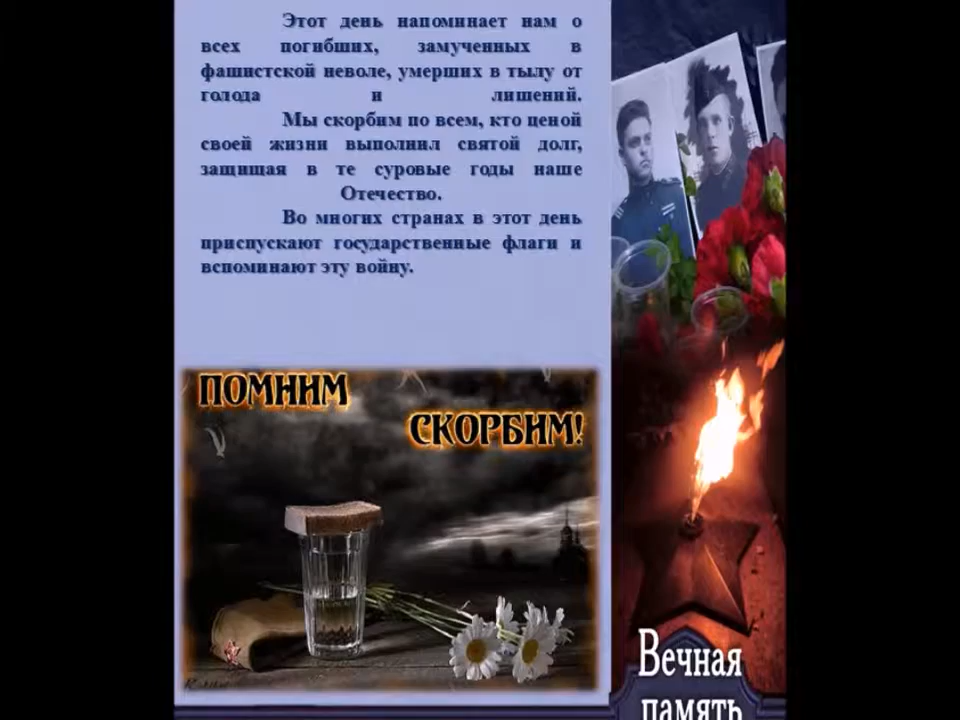 Этот день напоминает нам о
всех погибших, замученных в
фашистской неволе, умерших в тылу от
голода и лишений.
Мы скорбим по всем, кто ценой
своей жизни выполнил святой долг,
защищая в те суровые годы наше
Отечество.
Во многих странах в этот день
приспускают государственные флаги и
вспоминают эту войну.
ПОМНИМ
СКОРБИМ!
Вечная
память